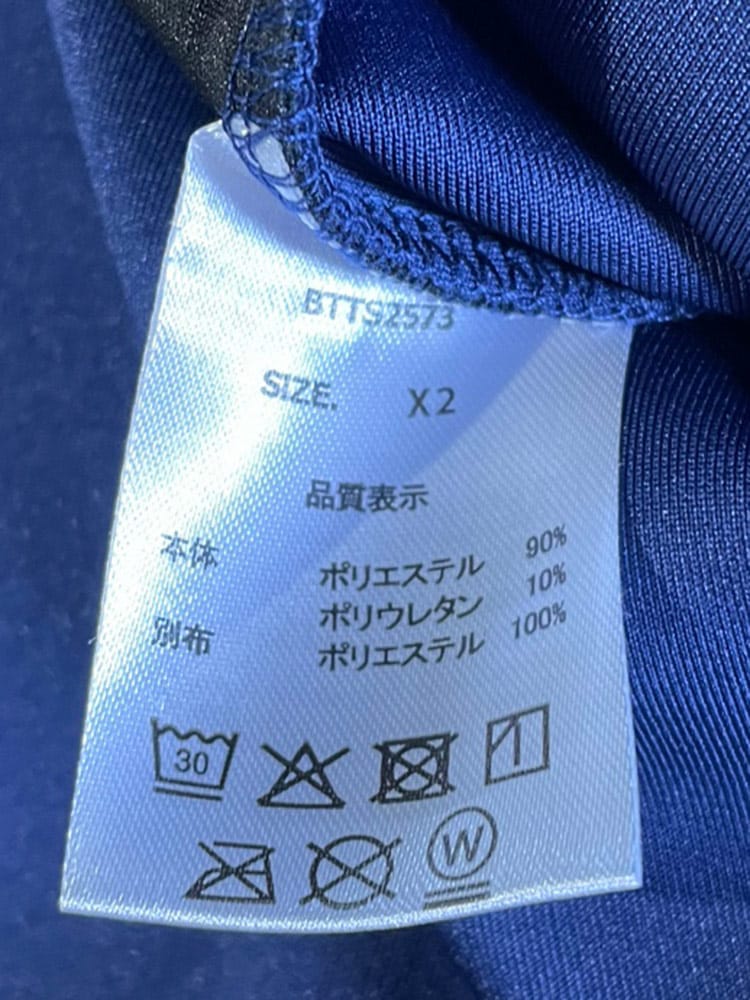 BTTS2573
SIZE. X2
品質表示
本体 ポリエステル 90%
ポリウレタン 10%
別布 ポリエステル 100%
30
W